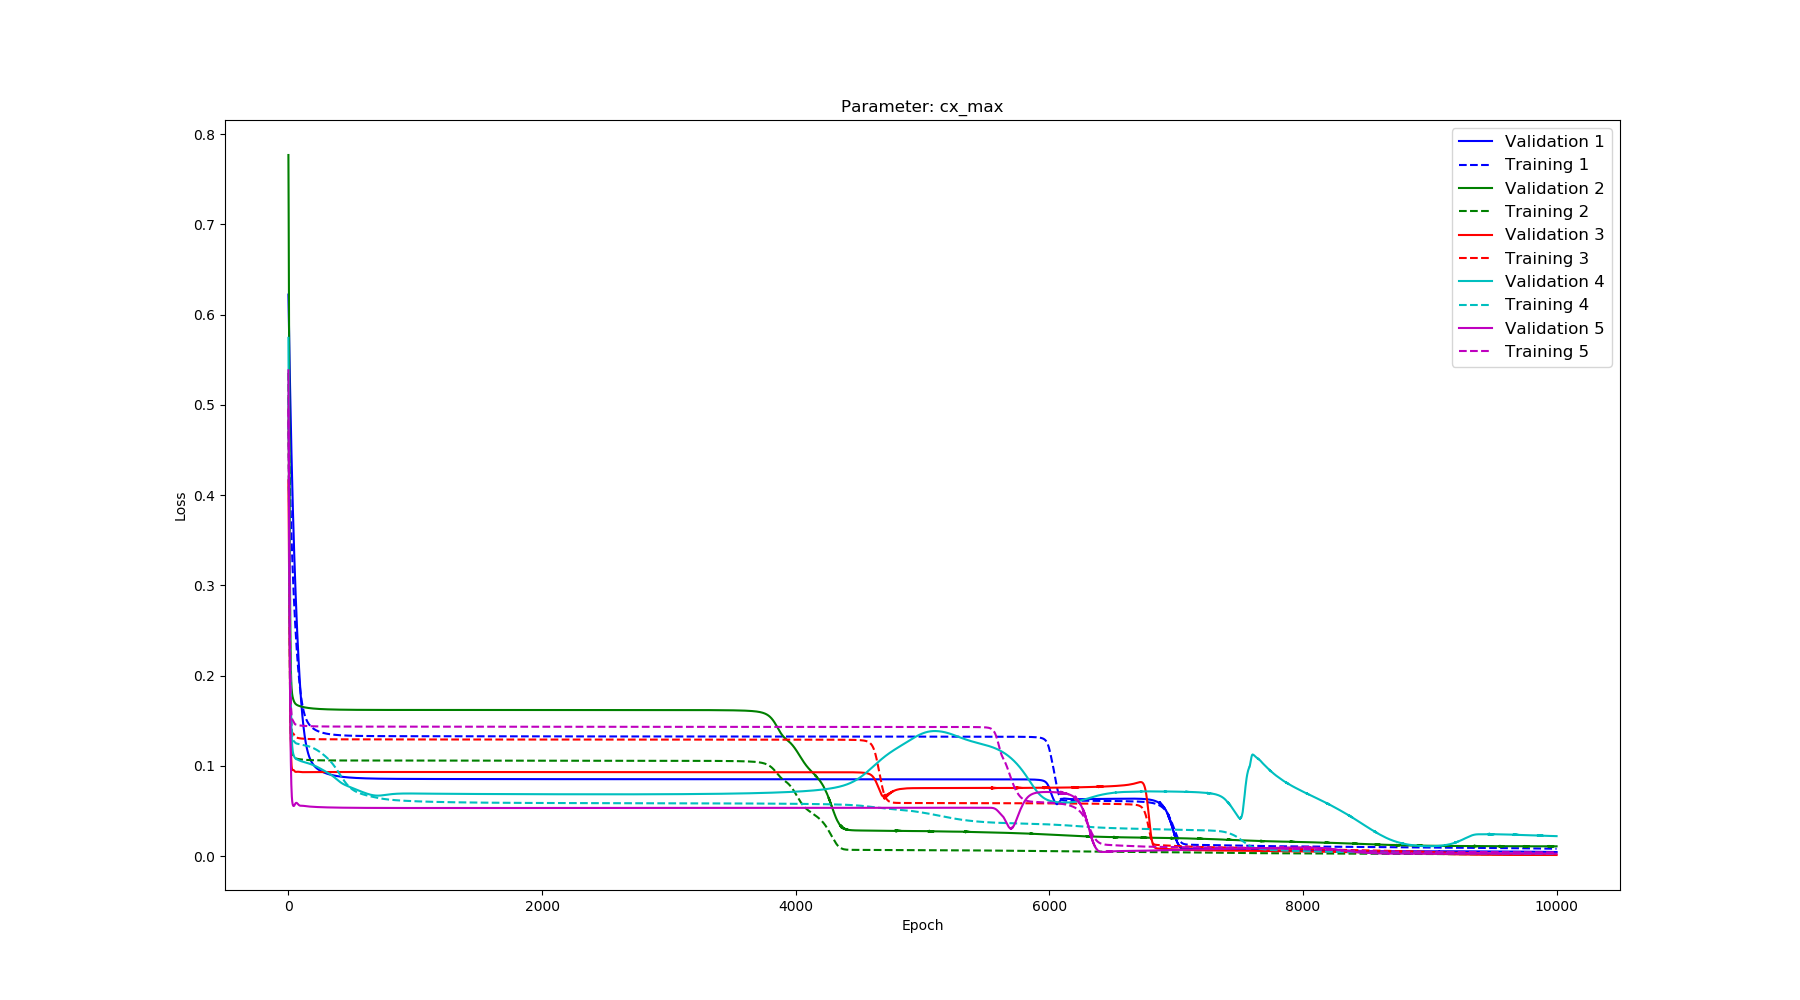 Parameter: cx_max
0.8
0.7
0.6
0.5
0.4
0.3
0.2
0.1
0.0
Loss
Validation 1
Training 1
Validation 2
Training 2
Validation 3
Training 3
Validation 4
Training 4
Validation 5
Training 5
0 2000 4000 6000 8000 10000
Epoch